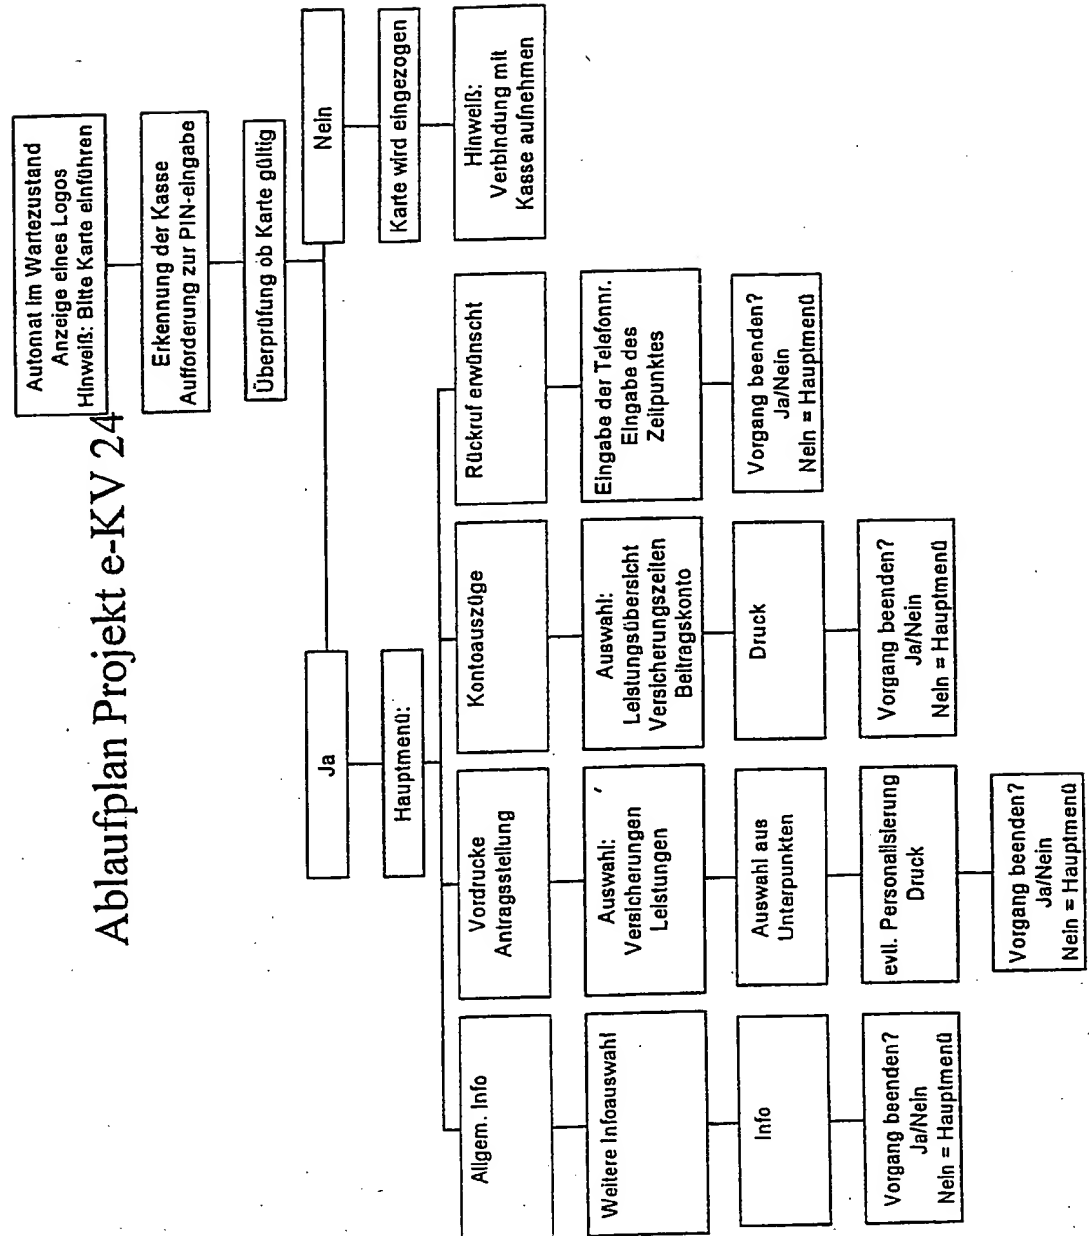 Ablaufplan Projekt e-KV 24
Automat im Wartezustand
Anzeige eines Logos
Hinweiß: Bitte Karte einführen
Erkennung der Kasse
Aufforderung zur PIN-eingabe
Überprüfung ob Karte gültig
Ja
Nein
Hauptmenü:
Karte wird eingezogen
Hinweiß:
Verbindung mit
Kasse aufnehmen
Allgem. Info
Vordrucke
Antragsstellung
Kontoauszüge
Rückruf erwünscht
Weitere Infoauswahl
Auswahl:
Versicherungen
Leistungen
Auswahl:
Leistungsübersicht
Versicherungszeiten
Beitragskonto
Eingabe der Telefonnr.
Eingabe des
Zeitpunktes
Info
Auswahl aus
Unterpunkten
Druck
Vorgang beenden?
Ja/Nein
Nein = Hauptmenü
Vorgang beenden?
Ja/Nein
Nein = Hauptmenü
evtl. Personalisierung
Druck
Vorgang beenden?
Ja/Nein
Nein = Hauptmenü
Vorgang beenden?
Ja/Nein
Nein = Hauptmenü